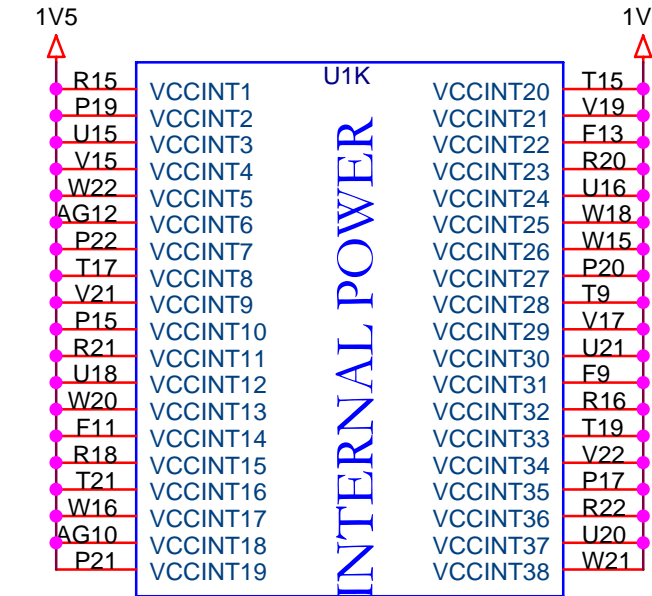 1V5 1V
U1K
R15 VCCINT1 VCCINT20 T15
P19 VCCINT2 VCCINT21 V19
U15 VCCINT3 VCCINT22 F13
V15 VCCINT4 VCCINT23 R20
W22 VCCINT5 VCCINT24 U16
AG12 VCCINT6 VCCINT25 W18
P22 VCCINT7 VCCINT26 W15
T17 VCCINT8 VCCINT27 P20
V21 VCCINT9 VCCINT28 T9
P15 VCCINT10 VCCINT29 V17
R21 VCCINT11 VCCINT30 U21
U18 VCCINT12 VCCINT31 F9
W20 VCCINT13 VCCINT32 R16
F11 VCCINT14 VCCINT33 T19
R18 VCCINT15 VCCINT34 V22
T21 VCCINT16 VCCINT35 P17
W16 VCCINT17 VCCINT36 R22
AG10 VCCINT18 VCCINT37 U20
P21 VCCINT19 VCCINT38 W21
INTERNAL POWER